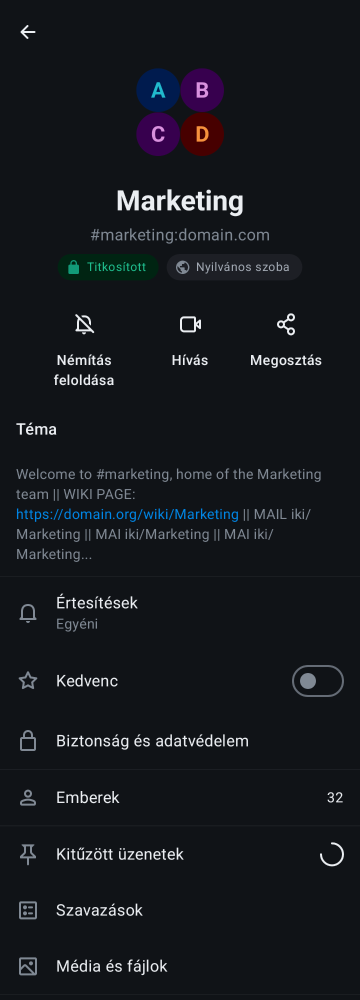 A
B
C
D
Marketing
#marketing:domain.com
Titkosított
Nyilvános szoba
Némítás
feloldása
Hívás
Megosztás
Téma
Welcome to #marketing, home of the Marketing
team || WIKI PAGE:
https://domain.org/wiki/Marketing || MAIL iki/
Marketing || MAI iki/Marketing || MAI iki/
Marketing...
Értesítések
Egyéni
Kedvenc
Biztonság és adatvédelem
Emberek
32
Kitűzött üzenetek
Szavazások
Média és fájlok